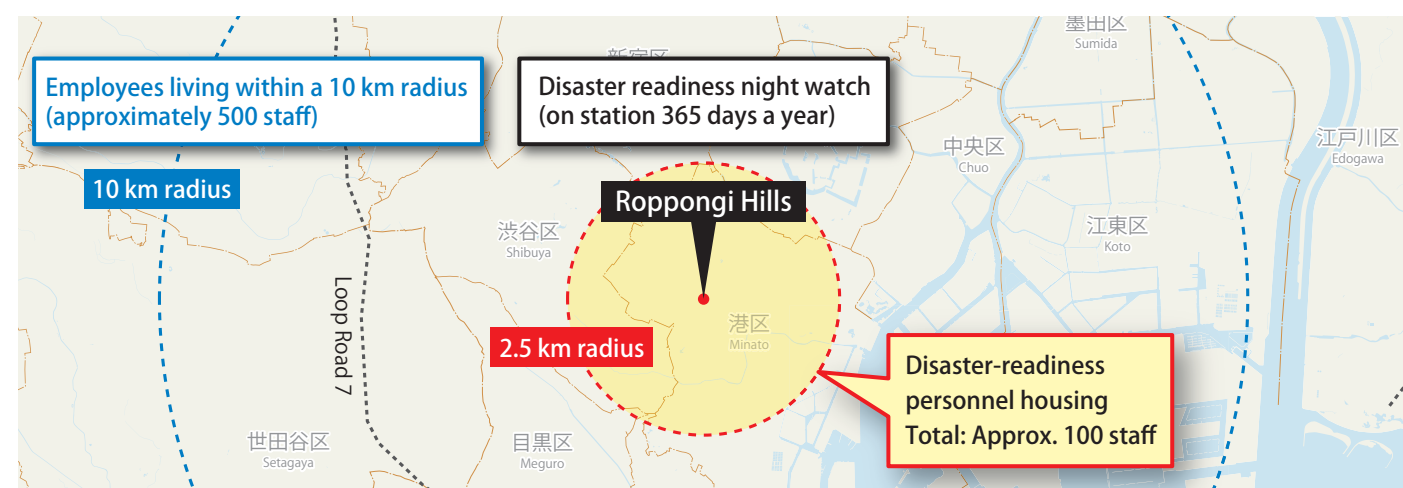 墨田区
Sumida
新宿区
Employees living within a 10 km radius
(approximately 500 staff)
Disaster readiness night watch
(on station 365 days a year)
江戸川区
Edogawa
中央区
Chuo
10 km radius
Roppongi Hills
渋谷区
Shibuya
江東区
Koto
Loop Road 7
港区
Minato
2.5 km radius
Disaster-readiness
personnel housing
Total: Approx. 100 staff
世田谷区
Setagaya
目黒区
Meguro